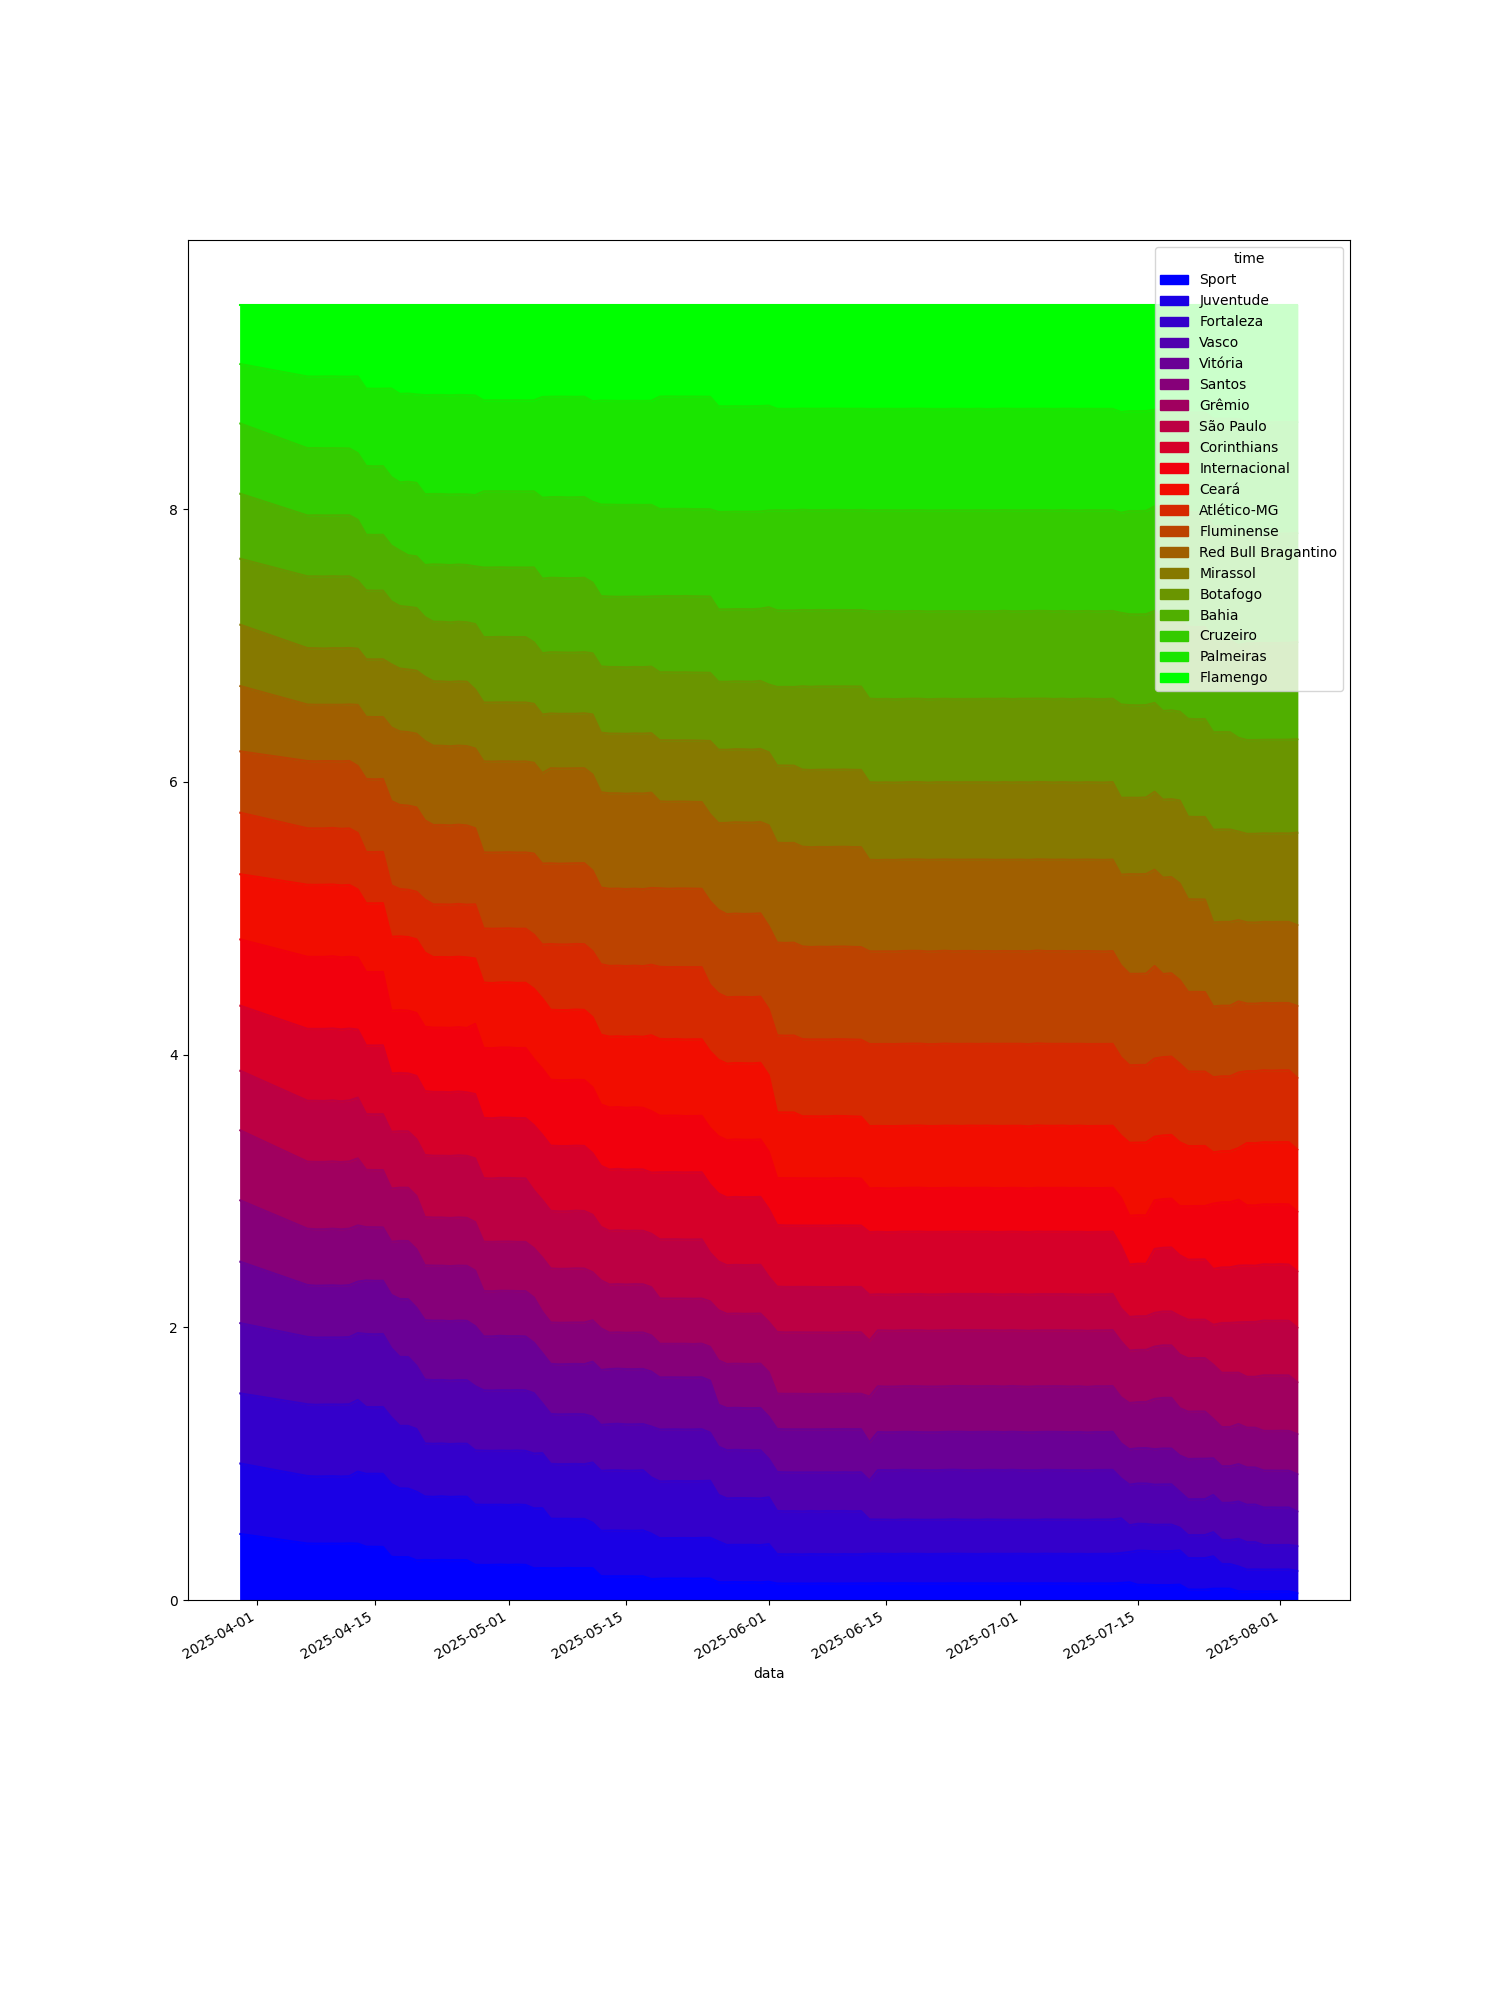 time
Sport
Juventude
Fortaleza
Vasco
Vitória
Santos
Grêmio
São Paulo
Corinthians
Internacional
Ceará
Atlético-MG
Fluminense
Red Bull Bragantino
Mirassol
Botafogo
Bahia
Cruzeiro
Palmeiras
Flamengo
8
6
4
2
0
2025-04-01
2025-04-15
2025-05-01
2025-05-15
2025-06-01
2025-06-15
2025-07-01
2025-07-15
2025-08-01
data